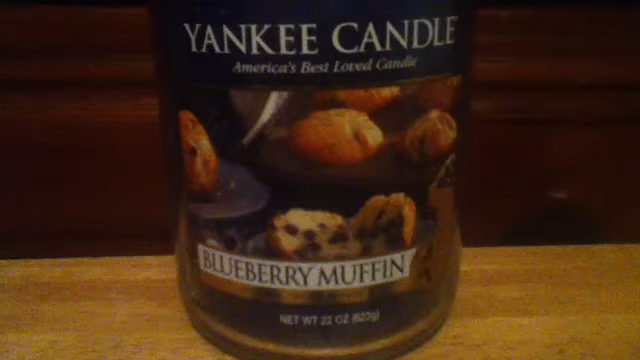 YANKEE CANDLE
America's Best Loved Candle
BLUEBERRY MUFFIN
NET WT 22 OZ (623g)